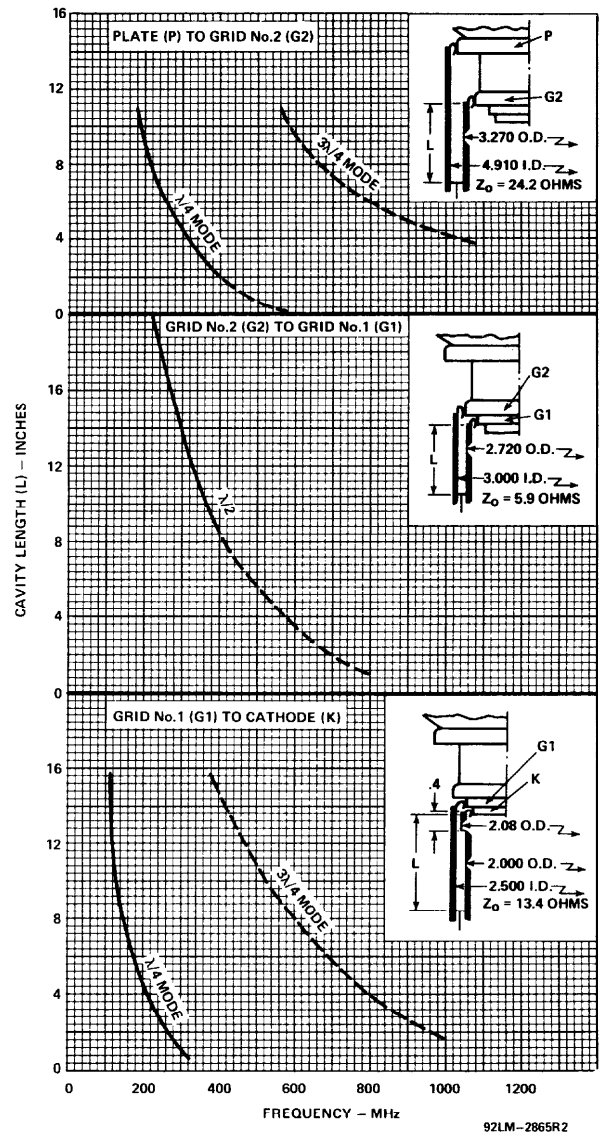 16
PLATE (P) TO GRID No.2 (G2)
P
12
G2
3λ/4 MODE
8
L
3.270 O.D.
4.910 I.D.
Z₀ = 24.2 OHMS
λ/4 MODE
4
0
GRID No.2 (G2) TO GRID No.1 (G1)
16
G2
G1
12
L
2.720 O.D.
3.000 I.D.
Z₀ = 5.9 OHMS
λ/2
8
4
0
CAVITY LENGTH (L) – INCHES
GRID No.1 (G1) TO CATHODE (K)
16
G1
K
.4
12
2.08 O.D.
L
2.000 O.D.
2.500 I.D.
Z₀ = 13.4 OHMS
3λ/4 MODE
8
λ/4 MODE
4
0
0 200 400 600 800 1000 1200
FREQUENCY – MHz
92LM–2865R2